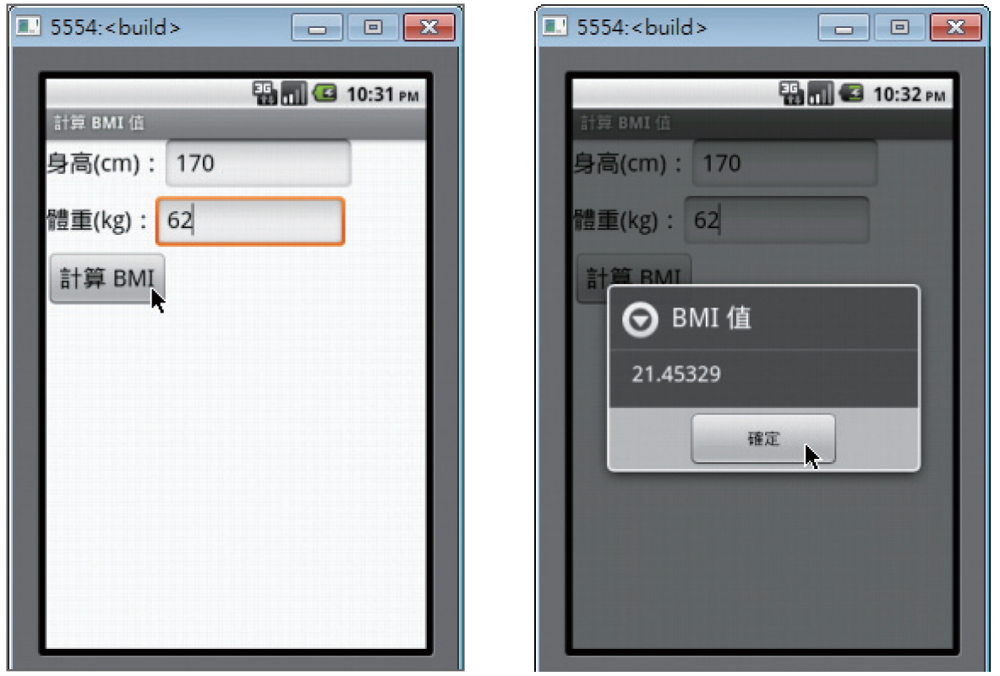 5554:<build>
3G 10:31 PM
計算 BMI 值
身高(cm)： 170
體重(kg)： 62
計算 BMI
5554:<build>
3G 10:32 PM
計算 BMI 值
身高(cm)： 170
體重(kg)： 62
計算 BMI
BMI 值
21.45329
確定